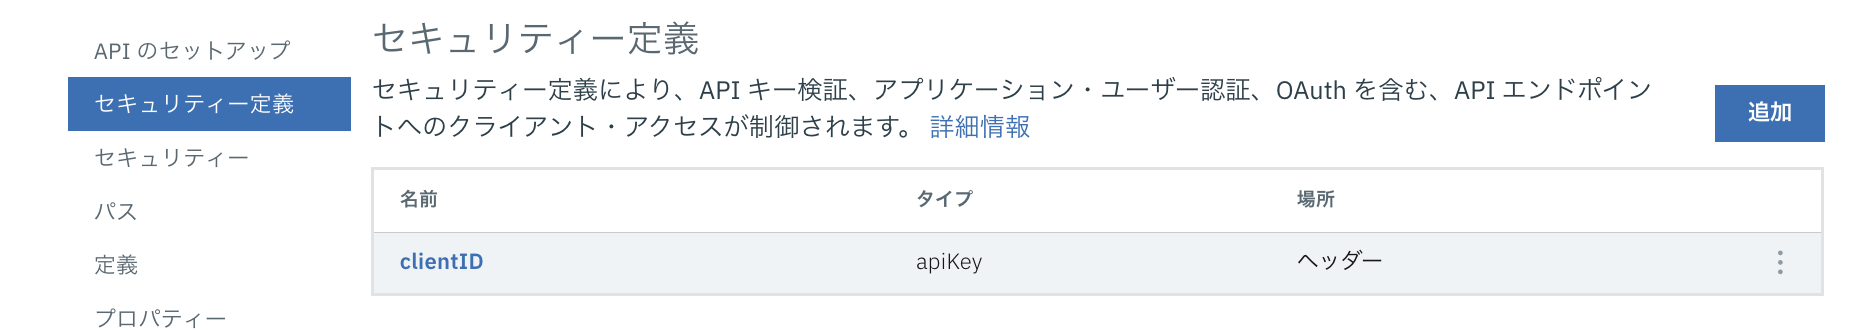 API のセットアップ
セキュリティー定義
セキュリティー
パス
定義
プロパティー
セキュリティー定義
セキュリティー定義により、API キー検証、アプリケーション・ユーザー認証、OAuth を含む、API エンドポイン
トへのクライアント・アクセスが制御されます。 詳細情報
追加
名前 タイプ 場所
clientID apiKey ヘッダー